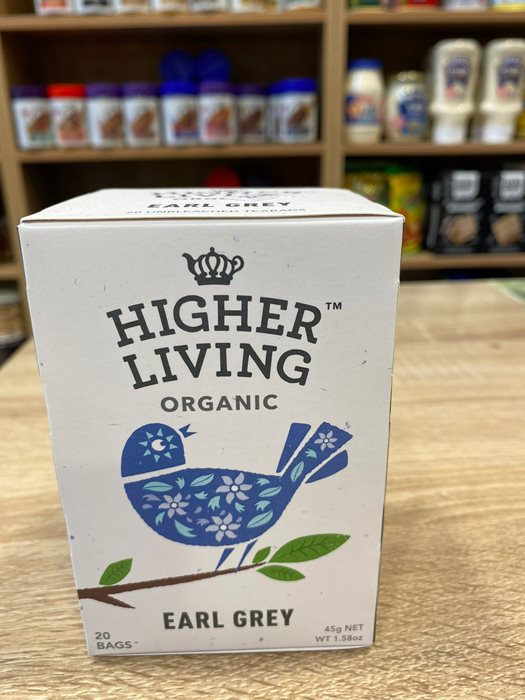 EARL GREY
20 UNBLEACHED TEABAGS
HIGHER™
LIVING
ORGANIC
EARL GREY
20
BAGS
45g NET
WT 1.58oz